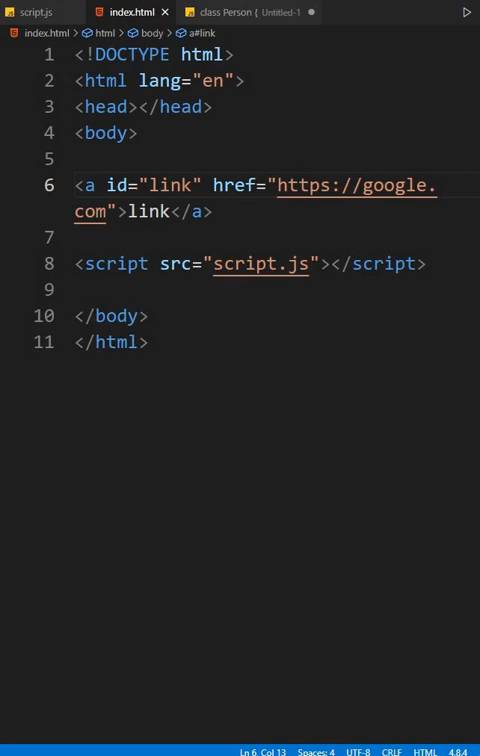 script.js index.html class Person { Untitled-1
index.html html body a#link
1 <!DOCTYPE html>
2 <html lang="en">
3 <head></head>
4 <body>
5
6 <a id="link" href="https://google.
com">link</a>
7
8 <script src="script.js"></script>
9
10 </body>
11 </html>
Ln 6, Col 13 Spaces: 4 UTF-8 CRLF HTML 4.8.4